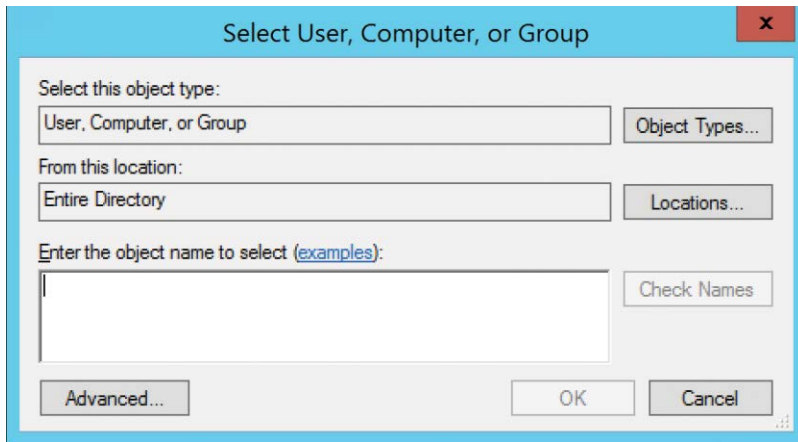 Select User, Computer, or Group
x
Select this object type:
User, Computer, or Group
Object Types...
From this location:
Entire Directory
Locations...
Enter the object name to select (examples):
Check Names
Advanced...
OK
Cancel